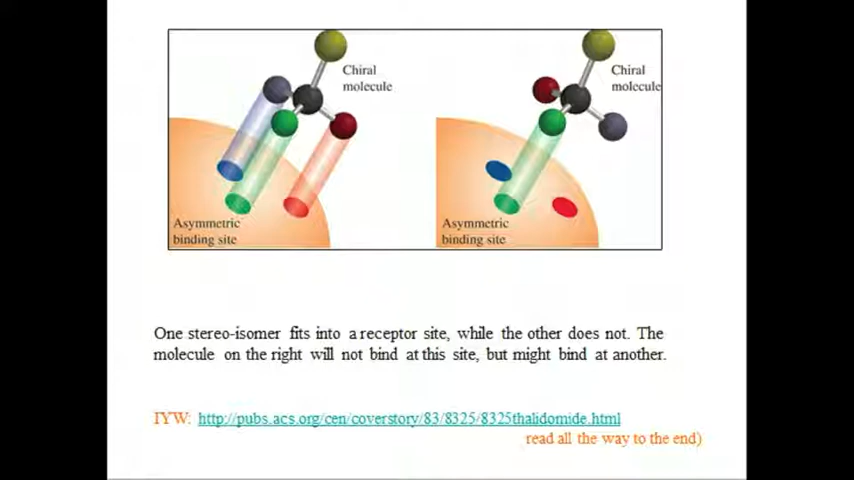 Chiral
molecule
Asymmetric
binding site
Chiral
molecule
Asymmetric
binding site
One stereo-isomer fits into a receptor site, while the other does not. The
molecule on the right will not bind at this site, but might bind at another.
IYW: http://pubs.acs.org/cen/coverstory/83/8325/8325thalidomide.html
read all the way to the end)